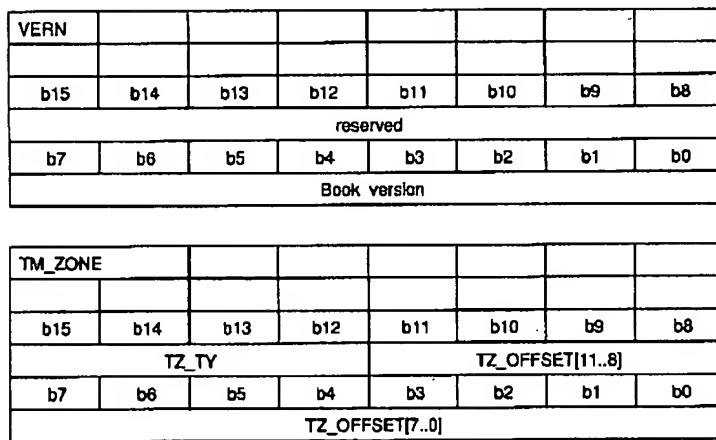 VERN
b15 b14 b13 b12 b11 b10 b9 b8
reserved
b7 b6 b5 b4 b3 b2 b1 b0
Book version
TM_ZONE
b15 b14 b13 b12 b11 b10 b9 b8
TZ_TY TZ_OFFSET[11..8]
b7 b6 b5 b4 b3 b2 b1 b0
TZ_OFFSET[7..0]